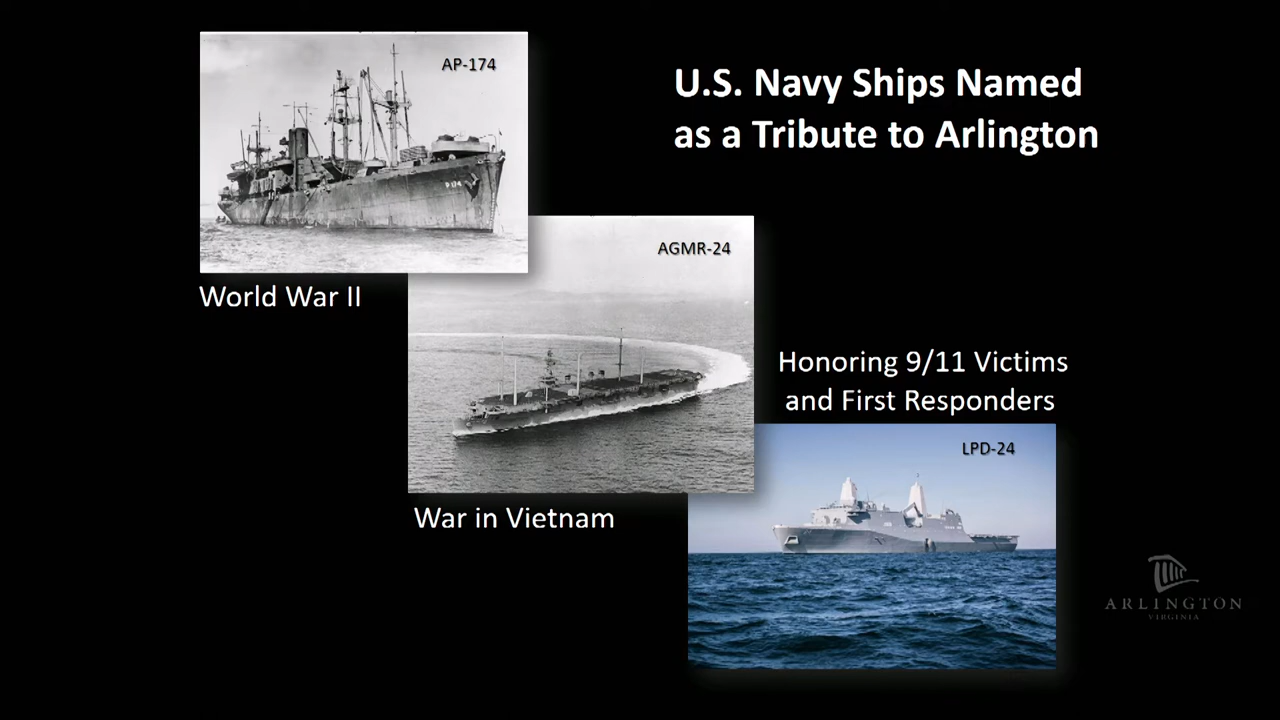 AP-174
U.S. Navy Ships Named
as a Tribute to Arlington
P 174
World War II
AGMR-24
War in Vietnam
Honoring 9/11 Victims
and First Responders
LPD-24
ARLINGTON
VIRGINIA